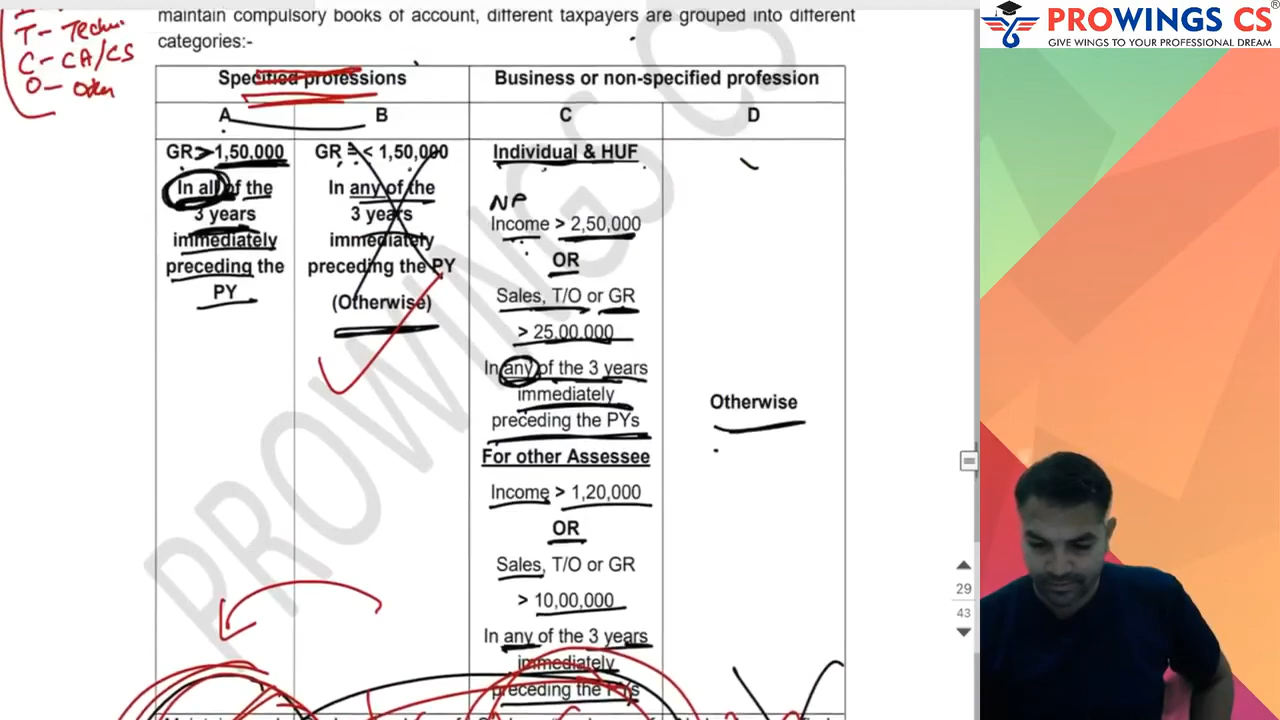 T - Techni
C - CA/CS
O - Other
maintain compulsory books of account, different taxpayers are grouped into different
categories:-
Specified professions
Business or non-specified profession
A
B
C
D
GR > 1,50,000
In all of the
3 years
immediately
preceding the
PY
GR = < 1,50,000
In any of the
3 years
immediately
preceding the PY
(Otherwise)
Individual & HUF
NP
Income > 2,50,000
OR
Sales, T/O or GR
> 25,00,000
In any of the 3 years
immediately
preceding the PYs
For other Assessee
Income > 1,20,000
OR
Sales, T/O or GR
> 10,00,000
In any of the 3 years
immediately
preceding the PYs
Otherwise
PROWINGS CS
PROWINGS CS®
GIVE WINGS TO YOUR PROFESSIONAL DREAM
29
43